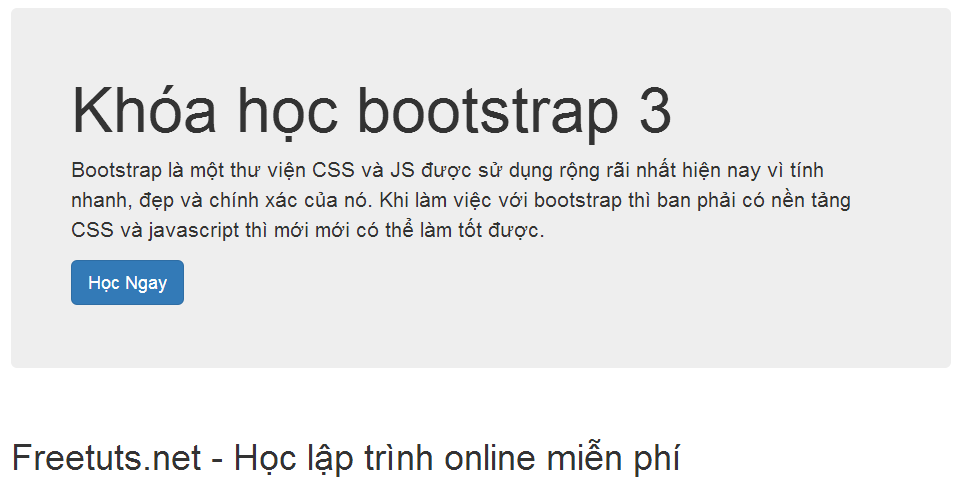 Khóa học bootstrap 3
Bootstrap là một thư viện CSS và JS được sử dụng rộng rãi nhất hiện nay vì tính
nhanh, đẹp và chính xác của nó. Khi làm việc với bootstrap thì ban phải có nền tảng
CSS và javascript thì mới mới có thể làm tốt được.
Học Ngay
Freetuts.net - Học lập trình online miễn phí